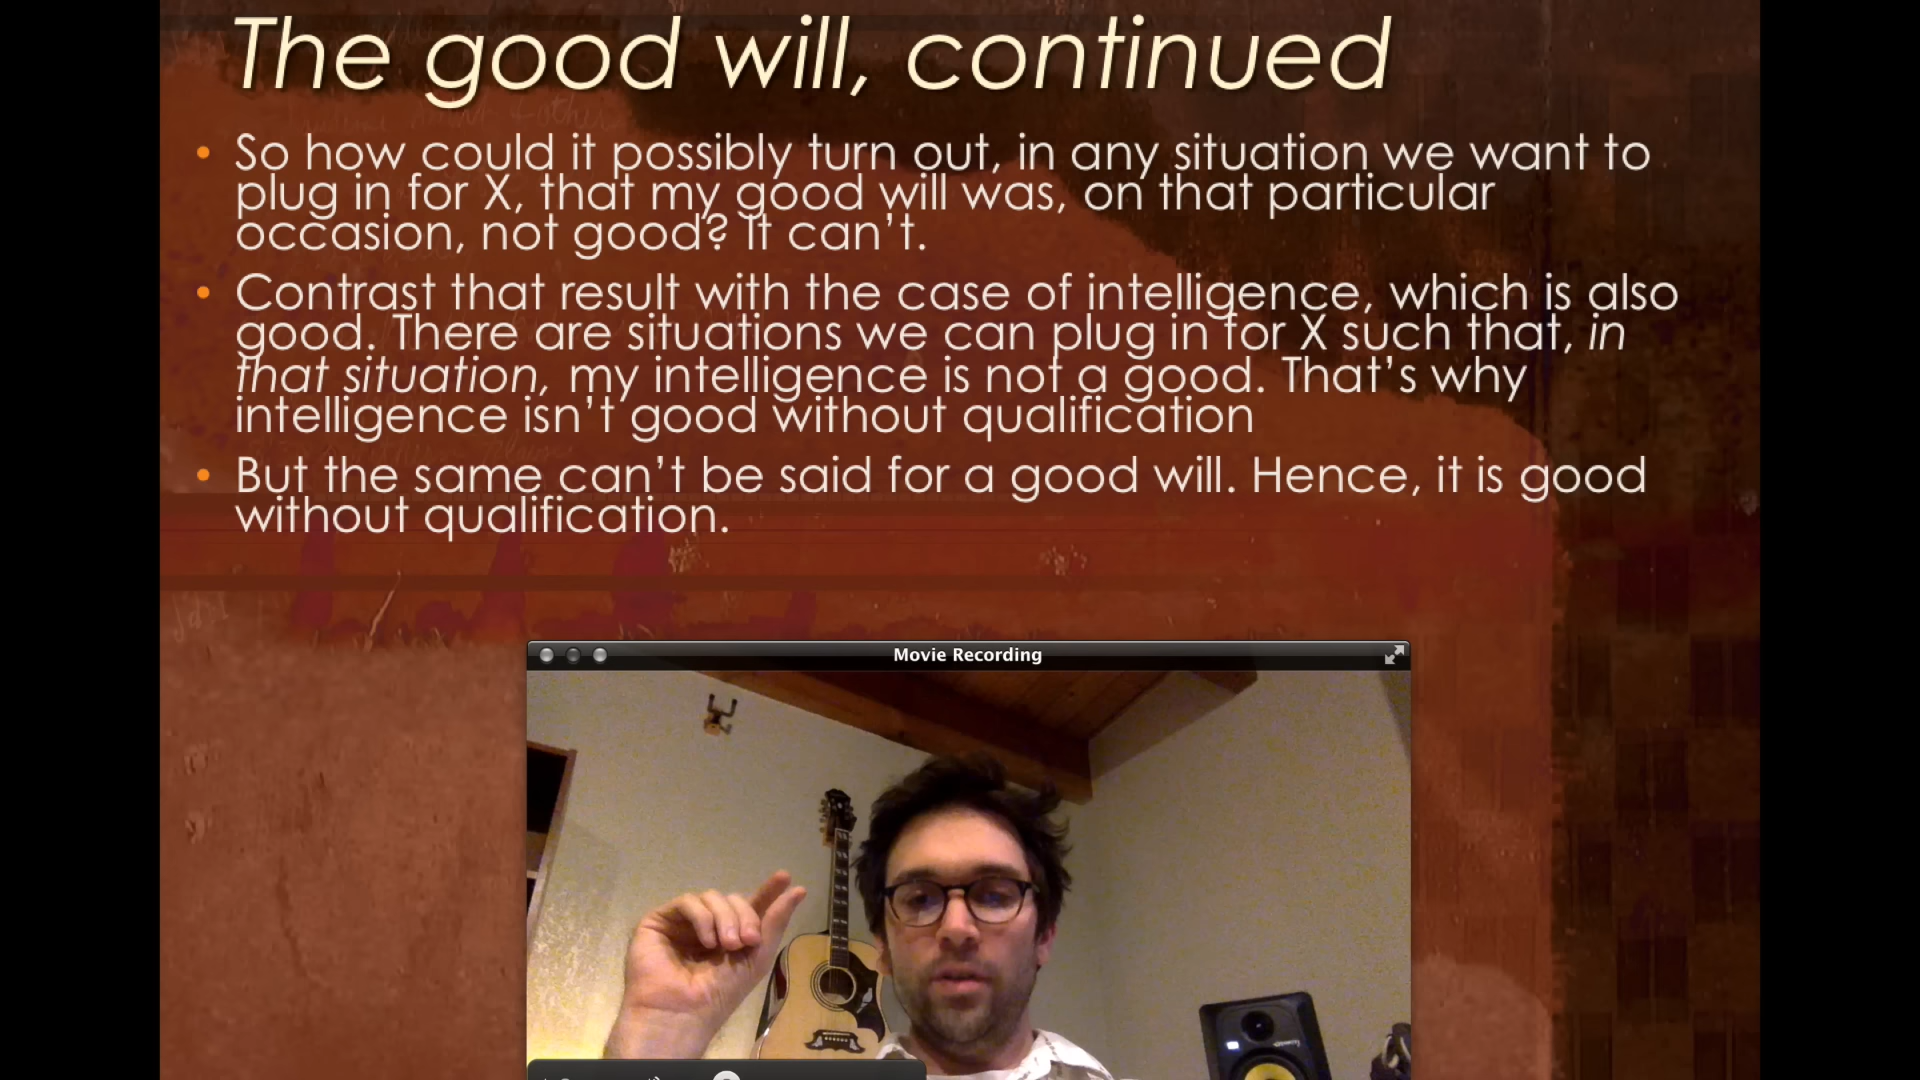 The good will, continued
• So how could it possibly turn out, in any situation we want to
plug in for X, that my good will was, on that particular
occasion, not good? It can’t.
• Contrast that result with the case of intelligence, which is also
good. There are situations we can plug in for X such that, in
that situation, my intelligence is not a good. That’s why
intelligence isn’t good without qualification
• But the same can’t be said for a good will. Hence, it is good
without qualification.
Movie Recording